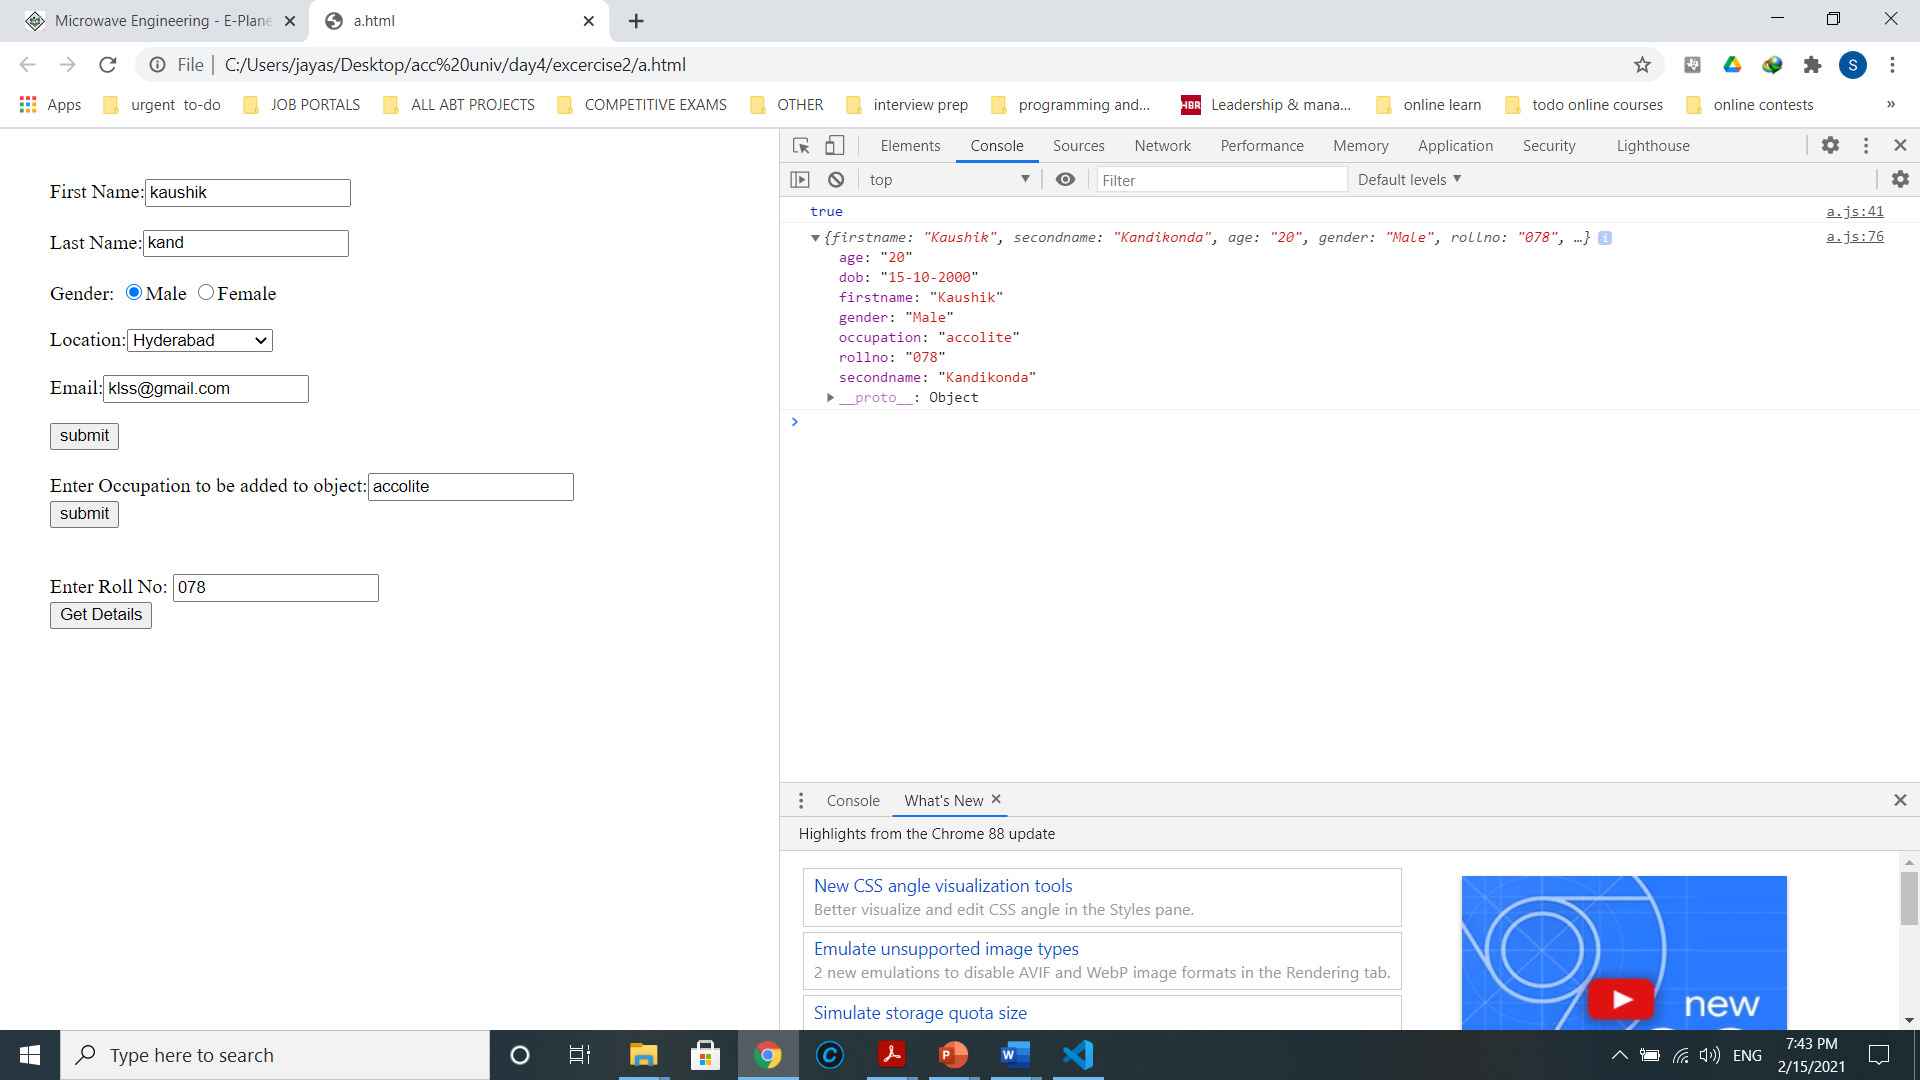 Microwave Engineering - E-Plane
a.html
File | C:/Users/jayas/Desktop/acc%20univ/day4/excercise2/a.html
S
Apps urgent to-do JOB PORTALS ALL ABT PROJECTS COMPETITIVE EXAMS OTHER interview prep programming and... HBR Leadership & mana... online learn todo online courses online contests »
Elements Console Sources Network Performance Memory Application Security Lighthouse
top Filter Default levels
First Name: kaushik
Last Name: kand
Gender: Male Female
Location: Hyderabad
Email: klss@gmail.com
submit
Enter Occupation to be added to object: accolite
submit
Enter Roll No: 078
Get Details
true a.js:41
{firstname: "Kaushik", secondname: "Kandikonda", age: "20", gender: "Male", rollno: "078", …} i a.js:76
age: "20"
dob: "15-10-2000"
firstname: "Kaushik"
gender: "Male"
occupation: "accolite"
rollno: "078"
secondname: "Kandikonda"
__proto__: Object
Console What's New
Highlights from the Chrome 88 update
New CSS angle visualization tools
Better visualize and edit CSS angle in the Styles pane.
Emulate unsupported image types
2 new emulations to disable AVIF and WebP image formats in the Rendering tab.
Simulate storage quota size
new
Type here to search
ENG
7:43 PM
2/15/2021